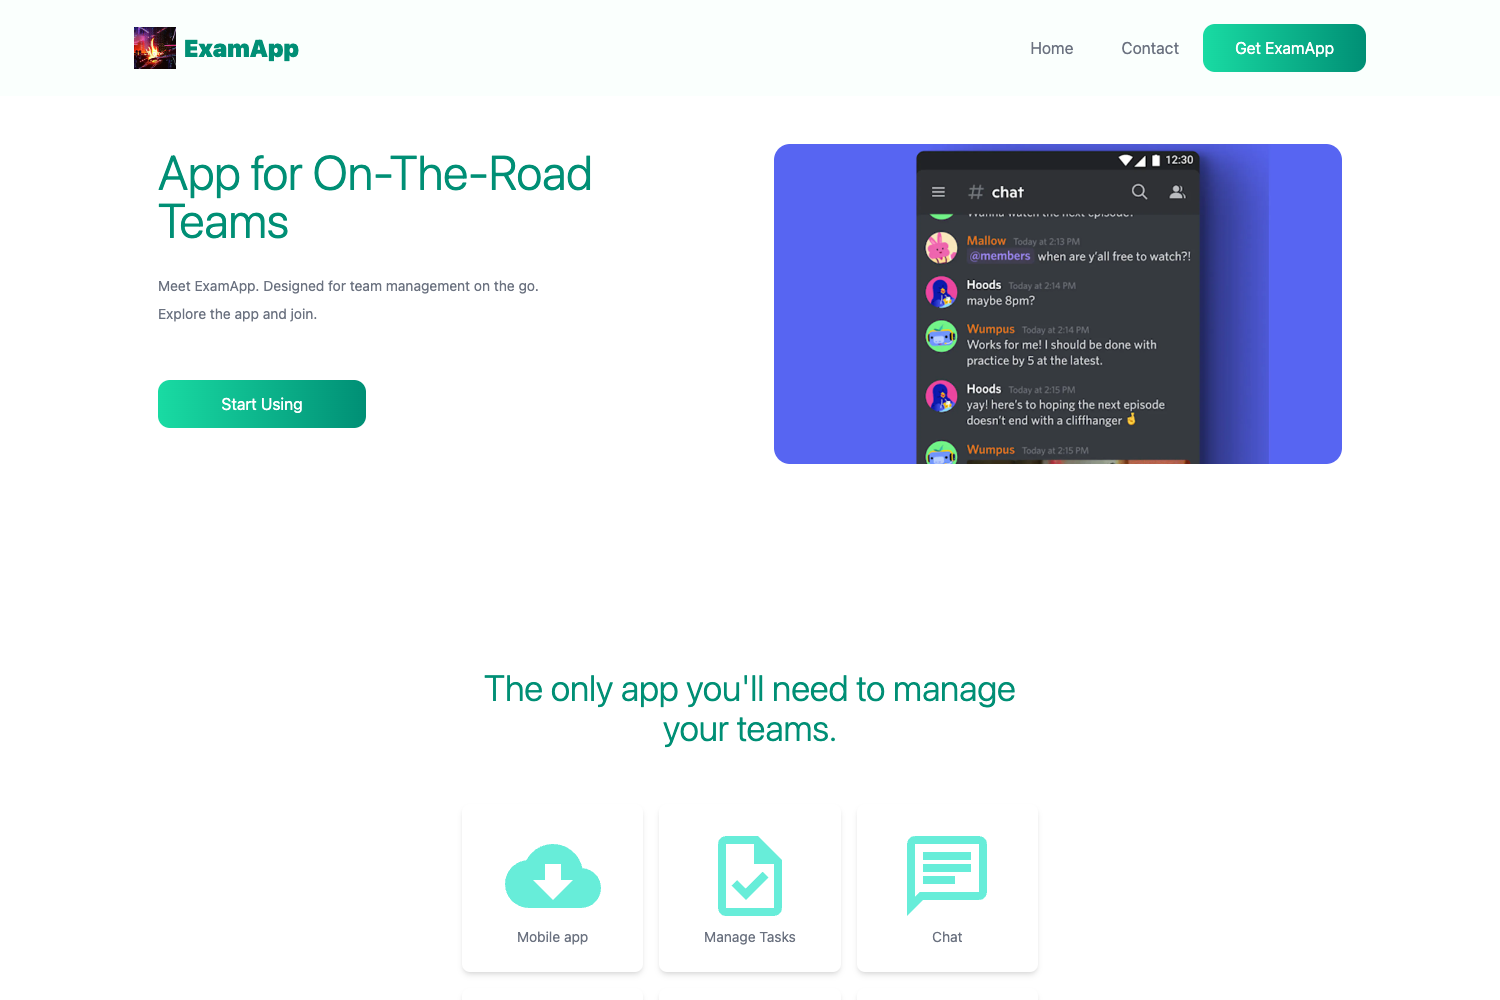 ExamApp
Home
Contact
Get ExamApp
App for On-The-Road
Teams
Meet ExamApp. Designed for team management on the go.
Explore the app and join.
Start Using
12:30
# chat
Wanna watch the next episode?
Mallow Today at 2:13 PM
@members when are y'all free to watch?!
Hoods Today at 2:14 PM
maybe 8pm?
Wumpus Today at 2:14 PM
Works for me! I should be done with
practice by 5 at the latest.
Hoods Today at 2:15 PM
yay! here's to hoping the next episode
doesn't end with a cliffhanger 🤞
Wumpus Today at 2:15 PM
The only app you'll need to manage
your teams.
Mobile app
Manage Tasks
Chat